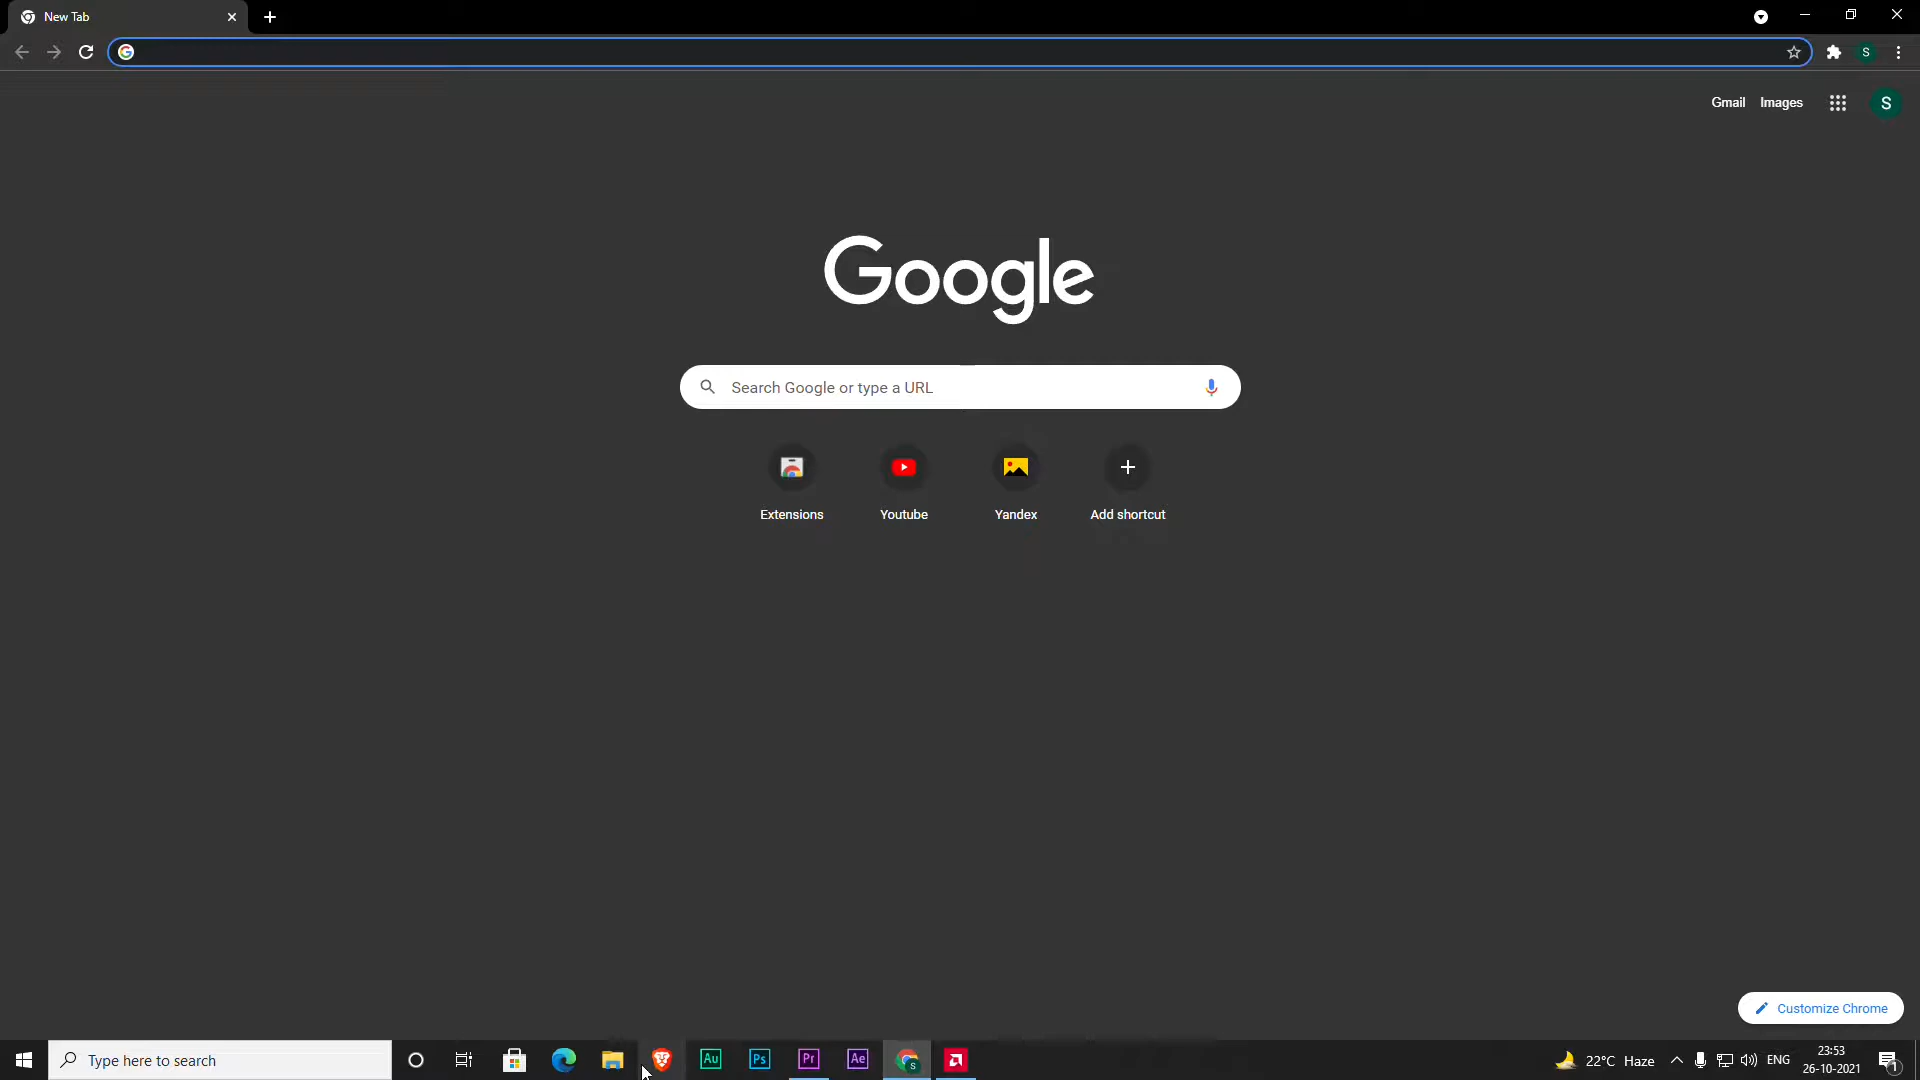 New Tab
S
Gmail Images
S
Google
Search Google or type a URL
Extensions Youtube Yandex Add shortcut
Customize Chrome
Type here to search
Au Ps Pr Ae S
22°C Haze
ENG
23:53
26-10-2021
1